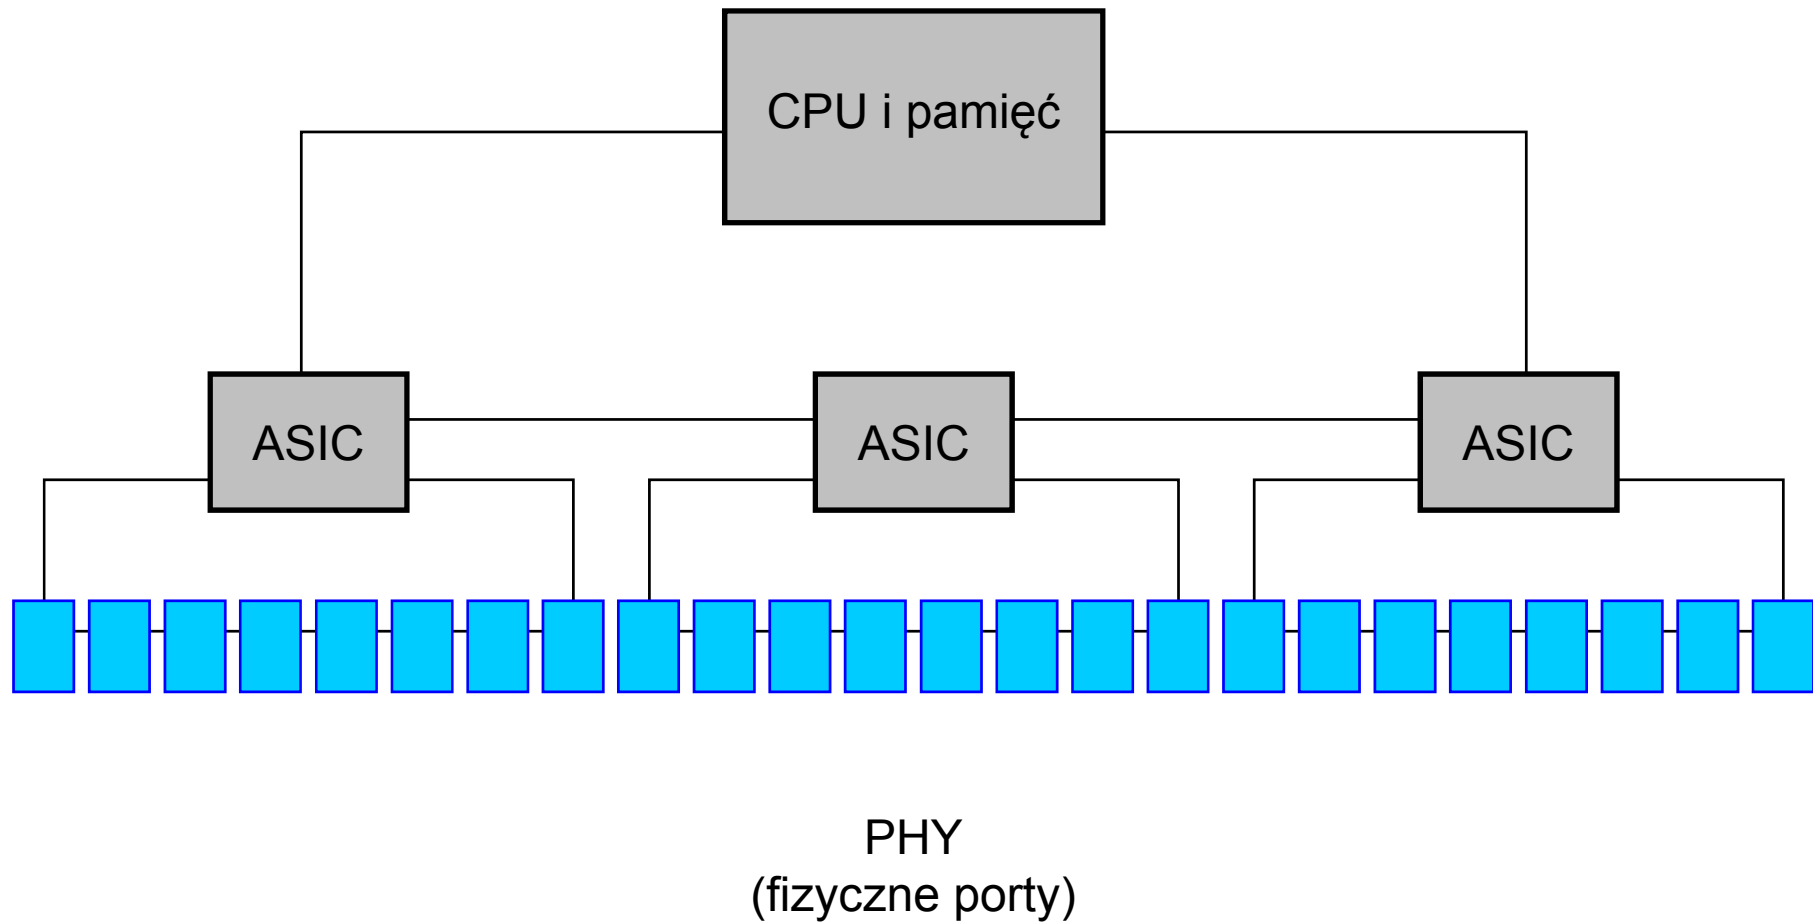 CPU i pamięć
ASIC
ASIC
ASIC
PHY
(fizyczne porty)